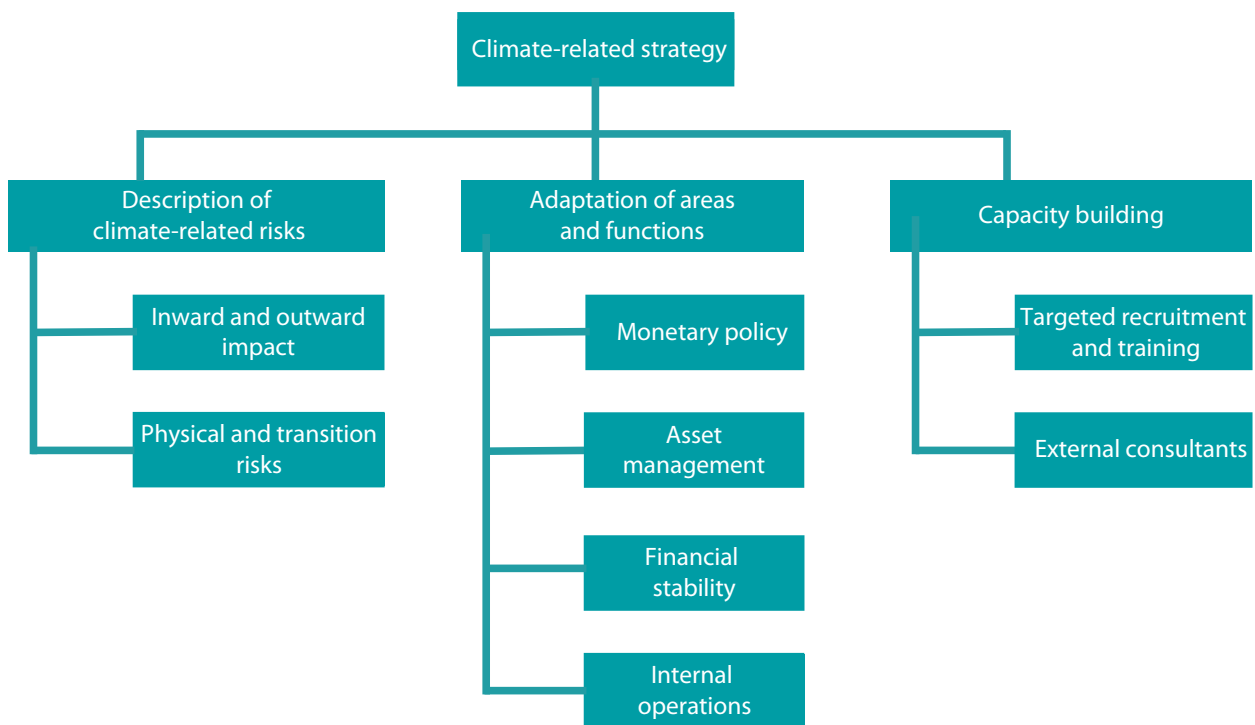 Climate-related strategy
Description of
climate-related risks
Inward and outward
impact
Physical and transition
risks
Adaptation of areas
and functions
Monetary policy
Asset
management
Financial
stability
Internal
operations
Capacity building
Targeted recruitment
and training
External consultants